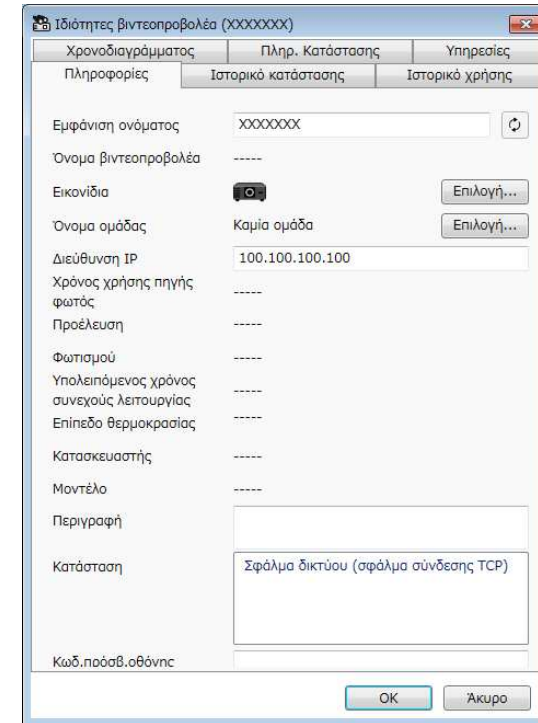 Ιδιότητες βιντεοπροβολέα (XXXXXXX)
Χρονοδιαγράμματος Πληρ. Κατάστασης Υπηρεσίες
Πληροφορίες Ιστορικό κατάστασης Ιστορικό χρήσης
Εμφάνιση ονόματος XXXXXXX
Όνομα βιντεοπροβολέα -----
Εικονίδια Επιλογή...
Όνομα ομάδας Καμία ομάδα Επιλογή...
Διεύθυνση IP 100.100.100.100
Χρόνος χρήσης πηγής
φωτός -----
Προέλευση -----
Φωτισμού -----
Υπολειπόμενος χρόνος
συνεχούς λειτουργίας -----
Επίπεδο θερμοκρασίας -----
Κατασκευαστής -----
Μοντέλο -----
Περιγραφή
Κατάσταση Σφάλμα δικτύου (σφάλμα σύνδεσης TCP)
Κωδ.πρόσβ.οθόνης
OK Άκυρο